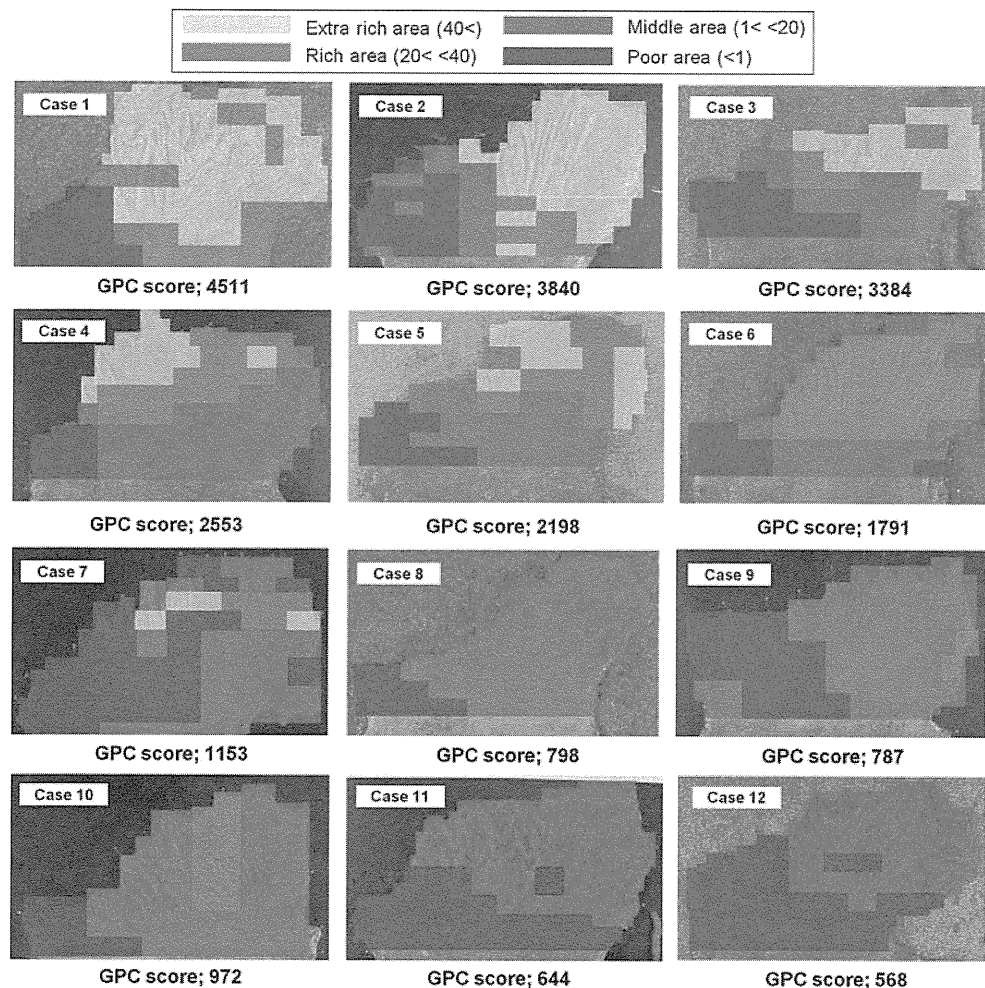 Extra rich area (40<)
Middle area (1< <20)
Rich area (20< <40)
Poor area (<1)
Case 1
Case 2
Case 3
GPC score; 4511
GPC score; 3840
GPC score; 3384
Case 4
Case 5
Case 6
GPC score; 2553
GPC score; 2198
GPC score; 1791
Case 7
Case 8
Case 9
GPC score; 1153
GPC score; 798
GPC score; 787
Case 10
Case 11
Case 12
GPC score; 972
GPC score; 644
GPC score; 568